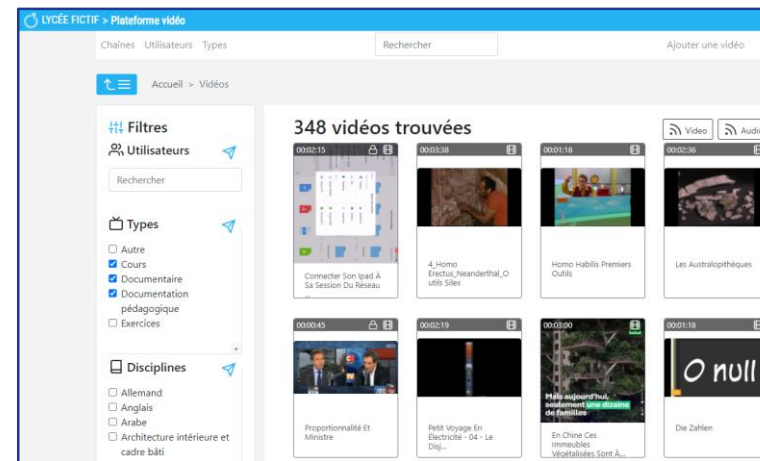 LYCÉE FICTIF > Plateforme vidéo
Chaînes Utilisateurs Types
Rechercher
Ajouter une vidéo
Accueil > Vidéos
Filtres
Utilisateurs
Rechercher
Types
Autre
Cours
Documentaire
Documentation
pédagogique
Exercices
Disciplines
Allemand
Anglais
Arabe
Architecture intérieure et
cadre bâti
348 vidéos trouvées
Video
Audio
00:02:15
Connecter Son Ipad À
Sa Session Du Réseau
...
00:03:38
4_Homo
Erectus_Neanderthal_O
utils Silex
00:01:18
Homo Habilis Premiers
Outils
00:02:36
Les Australopithèques
00:00:45
Proportionnalité Et
Ministre
00:02:19
Petit Voyage En
Électricité - 04 - Le
Disj...
00:03:00
Mais aujourd'hui,
seulement une dizaine
de familles
En Chine Ces
Immeubles
Végétalisées Sont À...
00:01:18
0 null
Die Zahlen